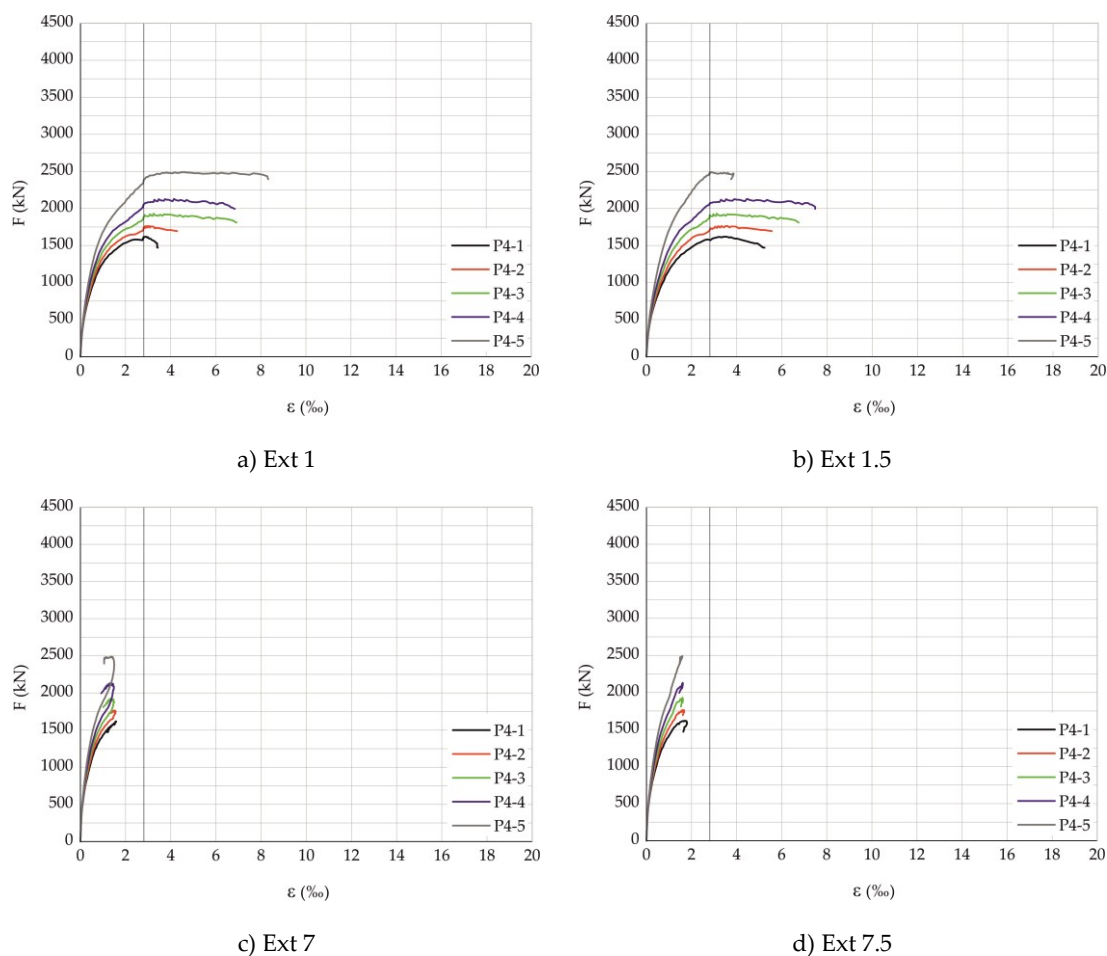 4500
4000
3500
3000
2500
2000
1500
1000
500
0
F (kN)
P4-1
P4-2
P4-3
P4-4
P4-5
0 2 4 6 8 10 12 14 16 18 20
ε (‰)
a) Ext 1
4500
4000
3500
3000
2500
2000
1500
1000
500
0
F (kN)
P4-1
P4-2
P4-3
P4-4
P4-5
0 2 4 6 8 10 12 14 16 18 20
ε (‰)
b) Ext 1.5
4500
4000
3500
3000
2500
2000
1500
1000
500
0
F (kN)
P4-1
P4-2
P4-3
P4-4
P4-5
0 2 4 6 8 10 12 14 16 18 20
ε (‰)
c) Ext 7
4500
4000
3500
3000
2500
2000
1500
1000
500
0
F (kN)
P4-1
P4-2
P4-3
P4-4
P4-5
0 2 4 6 8 10 12 14 16 18 20
ε (‰)
d) Ext 7.5